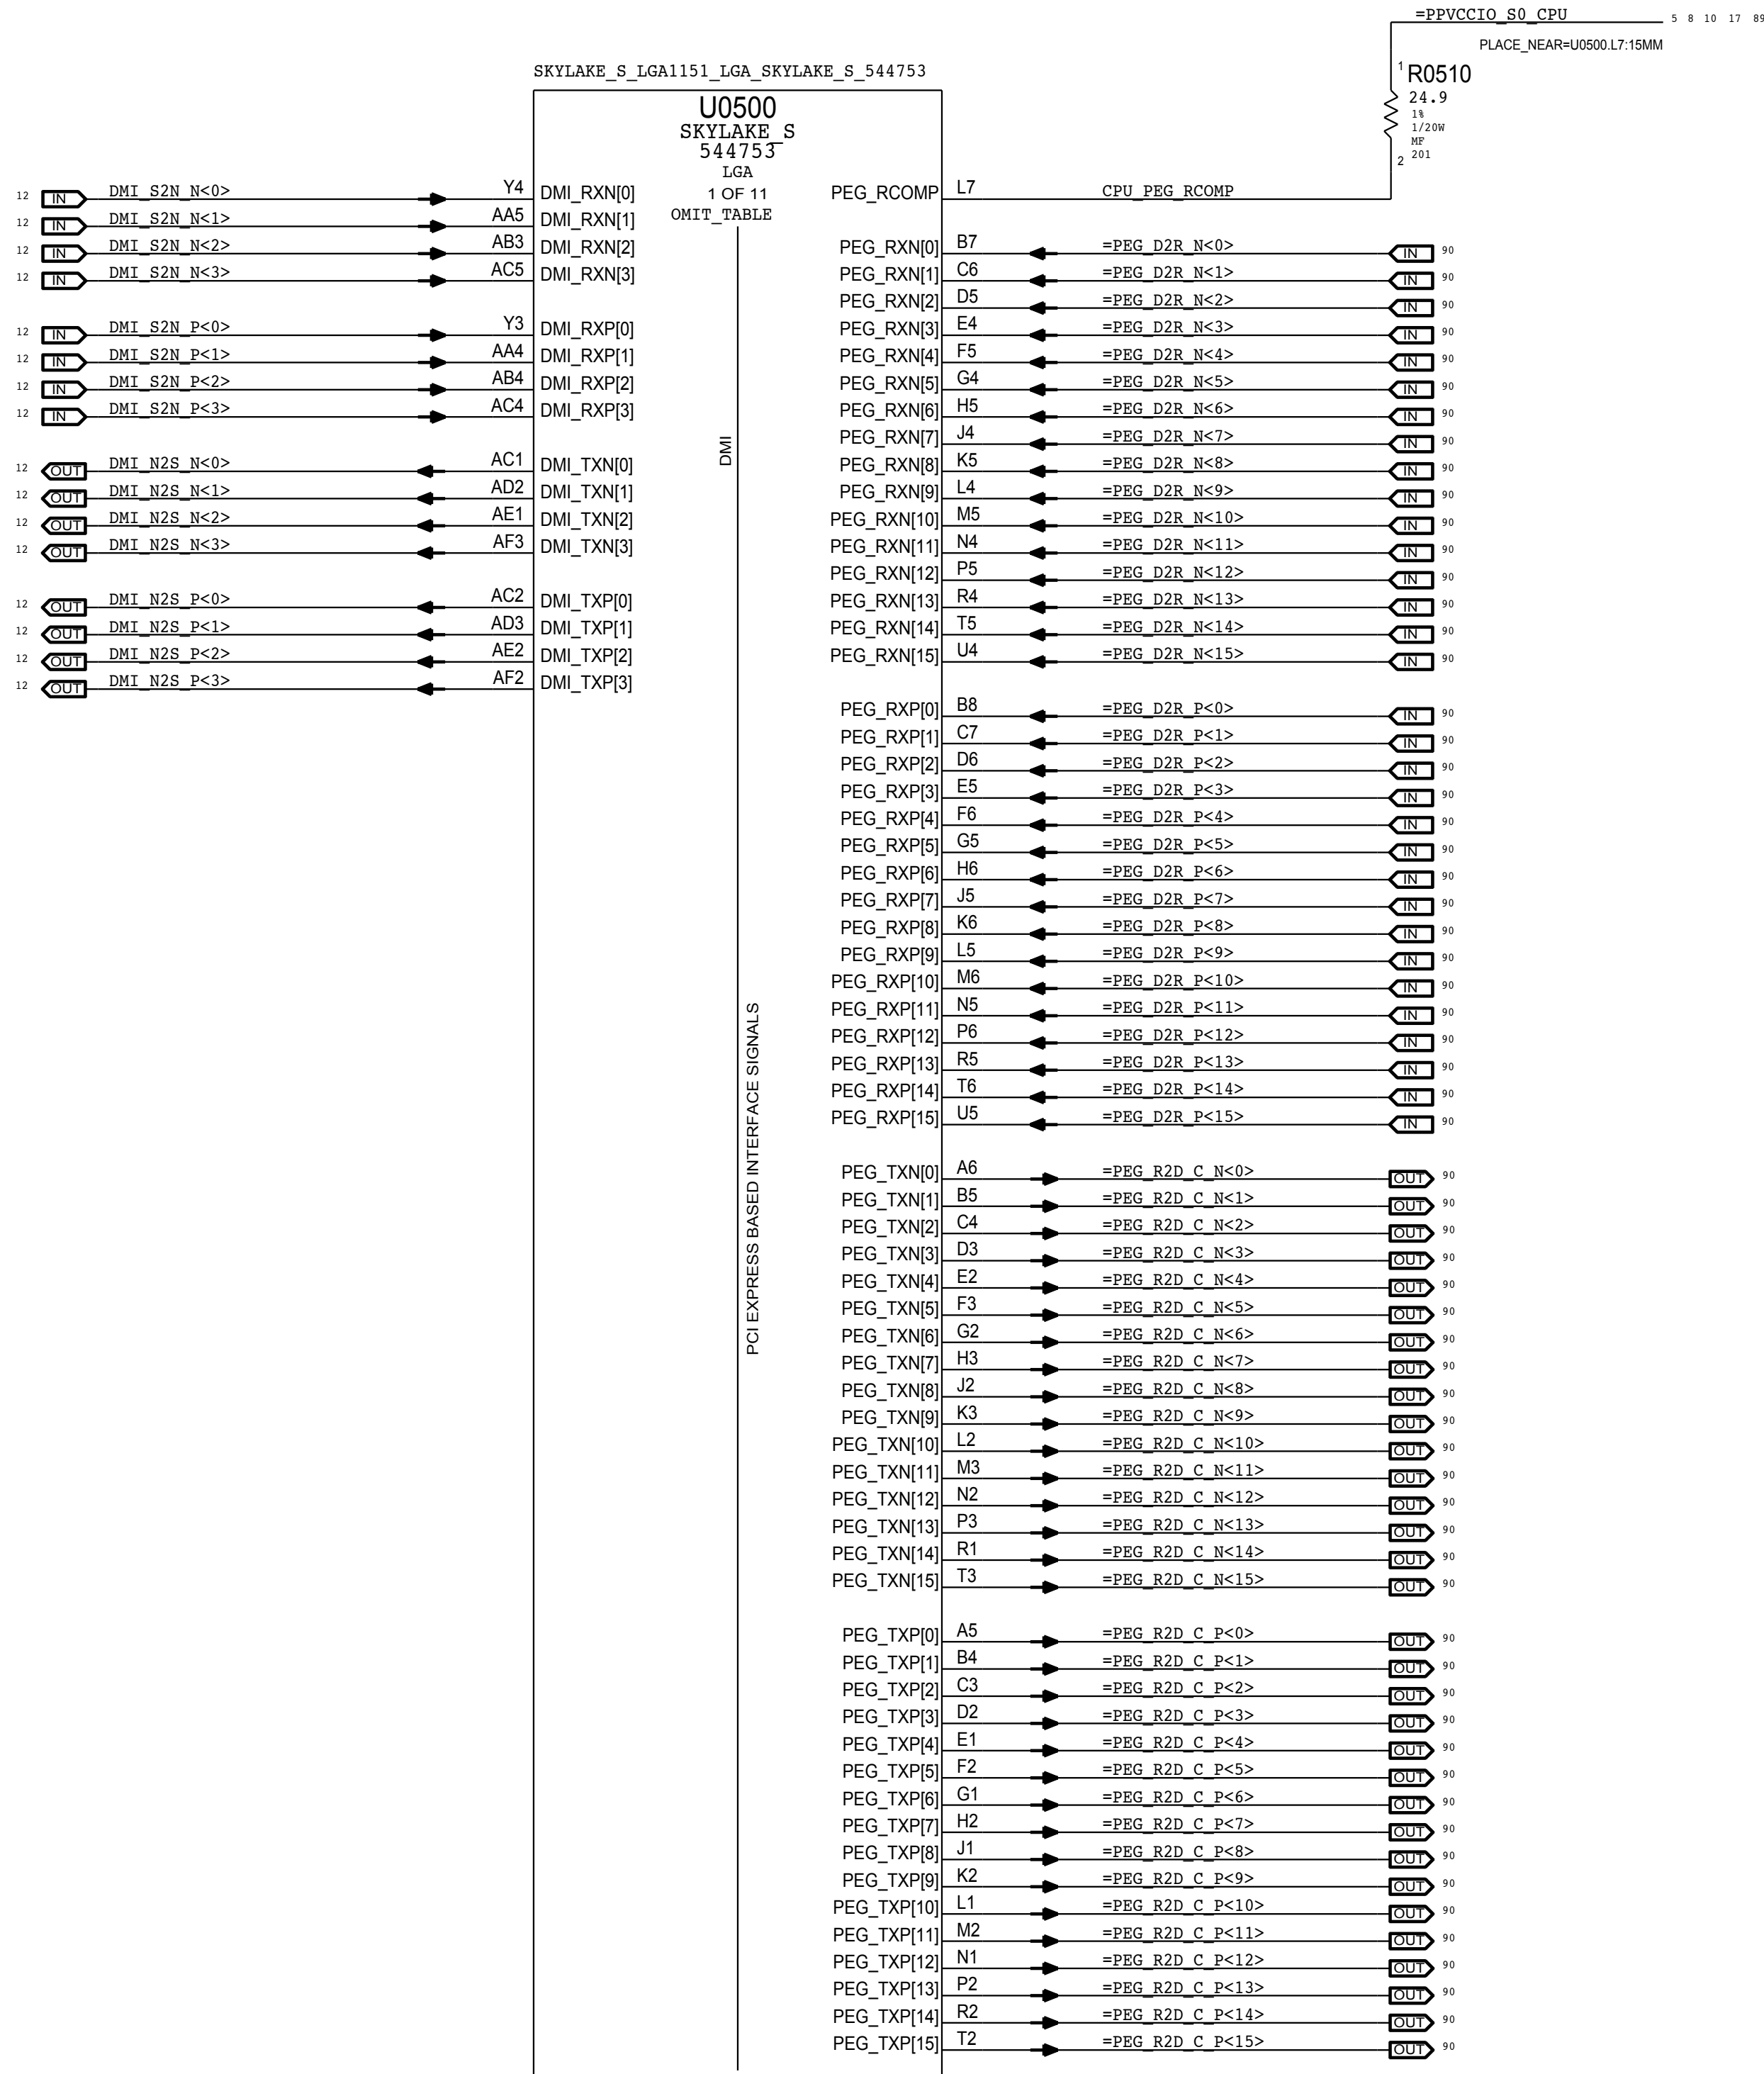 =PPVCCIO_S0_CPU 5 8 10 17 89
PLACE_NEAR=U0500.L7:15MM
1 R0510
24.9
1%
1/20W
MF
201
2
SKYLAKE_S_LGA1151_LGA_SKYLAKE_S_544753
U0500
SKYLAKE_S
544753
LGA
1 OF 11
OMIT_TABLE
12 IN DMI_S2N_N<0> Y4 DMI_RXN[0]
12 IN DMI_S2N_N<1> AA5 DMI_RXN[1]
12 IN DMI_S2N_N<2> AB3 DMI_RXN[2]
12 IN DMI_S2N_N<3> AC5 DMI_RXN[3]
12 IN DMI_S2N_P<0> Y3 DMI_RXP[0]
12 IN DMI_S2N_P<1> AA4 DMI_RXP[1]
12 IN DMI_S2N_P<2> AB4 DMI_RXP[2]
12 IN DMI_S2N_P<3> AC4 DMI_RXP[3]
12 OUT DMI_N2S_N<0> AC1 DMI_TXN[0]
12 OUT DMI_N2S_N<1> AD2 DMI_TXN[1]
12 OUT DMI_N2S_N<2> AE1 DMI_TXN[2]
12 OUT DMI_N2S_N<3> AF3 DMI_TXN[3]
12 OUT DMI_N2S_P<0> AC2 DMI_TXP[0]
12 OUT DMI_N2S_P<1> AD3 DMI_TXP[1]
12 OUT DMI_N2S_P<2> AE2 DMI_TXP[2]
12 OUT DMI_N2S_P<3> AF2 DMI_TXP[3]
DMI
PCI EXPRESS BASED INTERFACE SIGNALS
PEG_RCOMP L7 CPU_PEG_RCOMP
PEG_RXN[0] B7 =PEG_D2R_N<0> IN 90
PEG_RXN[1] C6 =PEG_D2R_N<1> IN 90
PEG_RXN[2] D5 =PEG_D2R_N<2> IN 90
PEG_RXN[3] E4 =PEG_D2R_N<3> IN 90
PEG_RXN[4] F5 =PEG_D2R_N<4> IN 90
PEG_RXN[5] G4 =PEG_D2R_N<5> IN 90
PEG_RXN[6] H5 =PEG_D2R_N<6> IN 90
PEG_RXN[7] J4 =PEG_D2R_N<7> IN 90
PEG_RXN[8] K5 =PEG_D2R_N<8> IN 90
PEG_RXN[9] L4 =PEG_D2R_N<9> IN 90
PEG_RXN[10] M5 =PEG_D2R_N<10> IN 90
PEG_RXN[11] N4 =PEG_D2R_N<11> IN 90
PEG_RXN[12] P5 =PEG_D2R_N<12> IN 90
PEG_RXN[13] R4 =PEG_D2R_N<13> IN 90
PEG_RXN[14] T5 =PEG_D2R_N<14> IN 90
PEG_RXN[15] U4 =PEG_D2R_N<15> IN 90
PEG_RXP[0] B8 =PEG_D2R_P<0> IN 90
PEG_RXP[1] C7 =PEG_D2R_P<1> IN 90
PEG_RXP[2] D6 =PEG_D2R_P<2> IN 90
PEG_RXP[3] E5 =PEG_D2R_P<3> IN 90
PEG_RXP[4] F6 =PEG_D2R_P<4> IN 90
PEG_RXP[5] G5 =PEG_D2R_P<5> IN 90
PEG_RXP[6] H6 =PEG_D2R_P<6> IN 90
PEG_RXP[7] J5 =PEG_D2R_P<7> IN 90
PEG_RXP[8] K6 =PEG_D2R_P<8> IN 90
PEG_RXP[9] L5 =PEG_D2R_P<9> IN 90
PEG_RXP[10] M6 =PEG_D2R_P<10> IN 90
PEG_RXP[11] N5 =PEG_D2R_P<11> IN 90
PEG_RXP[12] P6 =PEG_D2R_P<12> IN 90
PEG_RXP[13] R5 =PEG_D2R_P<13> IN 90
PEG_RXP[14] T6 =PEG_D2R_P<14> IN 90
PEG_RXP[15] U5 =PEG_D2R_P<15> IN 90
PEG_TXN[0] A6 =PEG_R2D_C_N<0> OUT 90
PEG_TXN[1] B5 =PEG_R2D_C_N<1> OUT 90
PEG_TXN[2] C4 =PEG_R2D_C_N<2> OUT 90
PEG_TXN[3] D3 =PEG_R2D_C_N<3> OUT 90
PEG_TXN[4] E2 =PEG_R2D_C_N<4> OUT 90
PEG_TXN[5] F3 =PEG_R2D_C_N<5> OUT 90
PEG_TXN[6] G2 =PEG_R2D_C_N<6> OUT 90
PEG_TXN[7] H3 =PEG_R2D_C_N<7> OUT 90
PEG_TXN[8] J2 =PEG_R2D_C_N<8> OUT 90
PEG_TXN[9] K3 =PEG_R2D_C_N<9> OUT 90
PEG_TXN[10] L2 =PEG_R2D_C_N<10> OUT 90
PEG_TXN[11] M3 =PEG_R2D_C_N<11> OUT 90
PEG_TXN[12] N2 =PEG_R2D_C_N<12> OUT 90
PEG_TXN[13] P3 =PEG_R2D_C_N<13> OUT 90
PEG_TXN[14] R1 =PEG_R2D_C_N<14> OUT 90
PEG_TXN[15] T3 =PEG_R2D_C_N<15> OUT 90
PEG_TXP[0] A5 =PEG_R2D_C_P<0> OUT 90
PEG_TXP[1] B4 =PEG_R2D_C_P<1> OUT 90
PEG_TXP[2] C3 =PEG_R2D_C_P<2> OUT 90
PEG_TXP[3] D2 =PEG_R2D_C_P<3> OUT 90
PEG_TXP[4] E1 =PEG_R2D_C_P<4> OUT 90
PEG_TXP[5] F2 =PEG_R2D_C_P<5> OUT 90
PEG_TXP[6] G1 =PEG_R2D_C_P<6> OUT 90
PEG_TXP[7] H2 =PEG_R2D_C_P<7> OUT 90
PEG_TXP[8] J1 =PEG_R2D_C_P<8> OUT 90
PEG_TXP[9] K2 =PEG_R2D_C_P<9> OUT 90
PEG_TXP[10] L1 =PEG_R2D_C_P<10> OUT 90
PEG_TXP[11] M2 =PEG_R2D_C_P<11> OUT 90
PEG_TXP[12] N1 =PEG_R2D_C_P<12> OUT 90
PEG_TXP[13] P2 =PEG_R2D_C_P<13> OUT 90
PEG_TXP[14] R2 =PEG_R2D_C_P<14> OUT 90
PEG_TXP[15] T2 =PEG_R2D_C_P<15> OUT 90